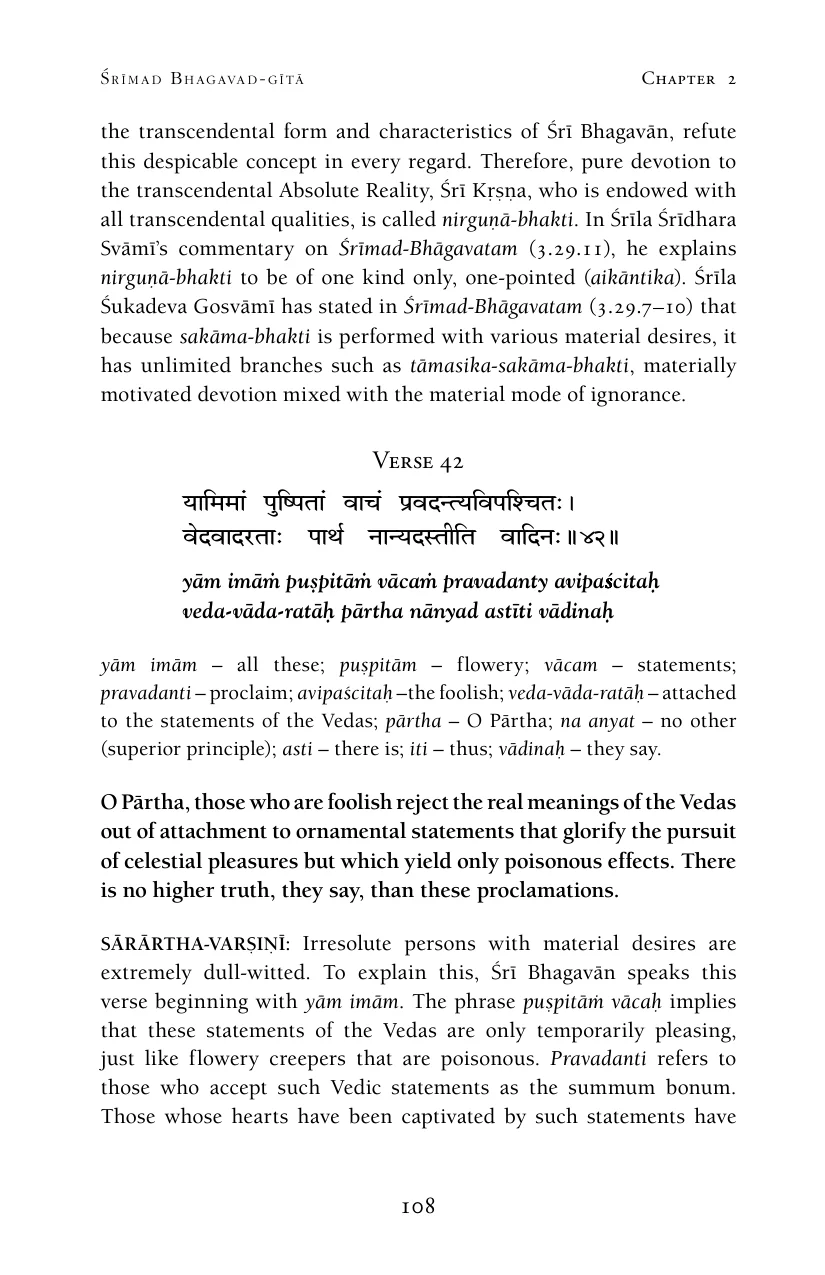 Śrīmad Bhagavad-gītā Chapter 2
the transcendental form and characteristics of Śrī Bhagavān, refute
this despicable concept in every regard. Therefore, pure devotion to
the transcendental Absolute Reality, Śrī Kṛṣṇa, who is endowed with
all transcendental qualities, is called nirguṇā-bhakti. In Śrīla Śrīdhara
Svāmī’s commentary on Śrīmad-Bhāgavatam (3.29.11), he explains
nirguṇā-bhakti to be of one kind only, one-pointed (aikāntika). Śrīla
Śukadeva Gosvāmī has stated in Śrīmad-Bhāgavatam (3.29.7–10) that
because sakāma-bhakti is performed with various material desires, it
has unlimited branches such as tāmasika-sakāma-bhakti, materially
motivated devotion mixed with the material mode of ignorance.
Verse 42
यामिमां पुष्पितां वाचं प्रवदन्त्यविपश्चितः।
वेदवादरताः पार्थ नान्यदस्तीति वादिनः॥४२॥
yām imāṁ puṣpitāṁ vācaṁ pravadanty avipaścitaḥ
veda-vāda-ratāḥ pārtha nānyad astīti vādinaḥ
yām imām – all these; puṣpitām – flowery; vācam – statements;
pravadanti – proclaim; avipaścitaḥ –the foolish; veda-vāda-ratāḥ – attached
to the statements of the Vedas; pārtha – O Pārtha; na anyat – no other
(superior principle); asti – there is; iti – thus; vādinaḥ – they say.
O Pārtha, those who are foolish reject the real meanings of the Vedas
out of attachment to ornamental statements that glorify the pursuit
of celestial pleasures but which yield only poisonous effects. There
is no higher truth, they say, than these proclamations.
SĀRĀRTHA-VARṢIṆĪ: Irresolute persons with material desires are
extremely dull-witted. To explain this, Śrī Bhagavān speaks this
verse beginning with yām imām. The phrase puṣpitāṁ vācaḥ implies
that these statements of the Vedas are only temporarily pleasing,
just like flowery creepers that are poisonous. Pravadanti refers to
those who accept such Vedic statements as the summum bonum.
Those whose hearts have been captivated by such statements have
108